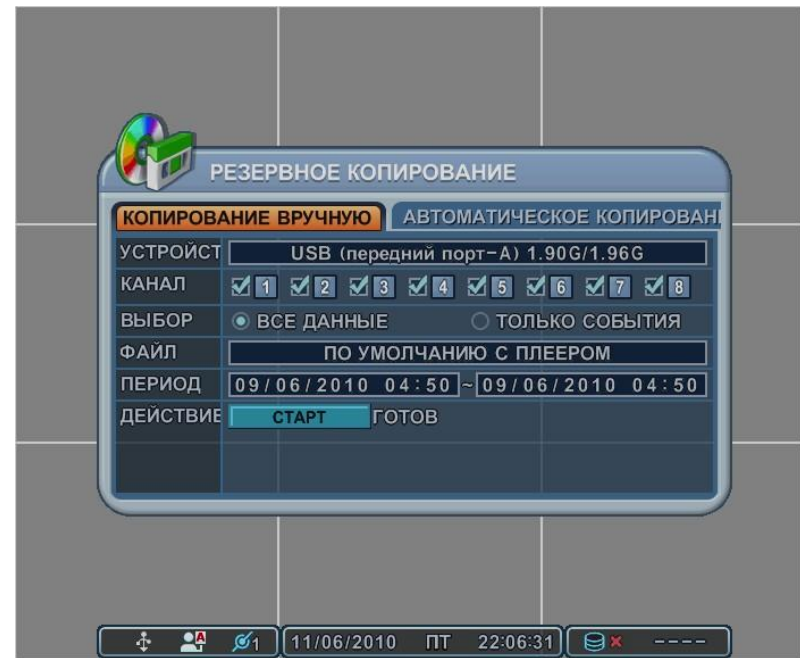 РЕЗЕРВНОЕ КОПИРОВАНИЕ
КОПИРОВАНИЕ ВРУЧНУЮ АВТОМАТИЧЕСКОЕ КОПИРОВАНИ
УСТРОЙСТ USB (передний порт-A) 1.90G/1.96G
КАНАЛ 1 2 3 4 5 6 7 8
ВЫБОР ВСЕ ДАННЫЕ ТОЛЬКО СОБЫТИЯ
ФАЙЛ ПО УМОЛЧАНИЮ С ПЛЕЕРОМ
ПЕРИОД 09/06/2010 04:50 ~ 09/06/2010 04:50
ДЕЙСТВИЕ СТАРТ ГОТОВ
A 1 11/06/2010 ПТ 22:06:31 ----